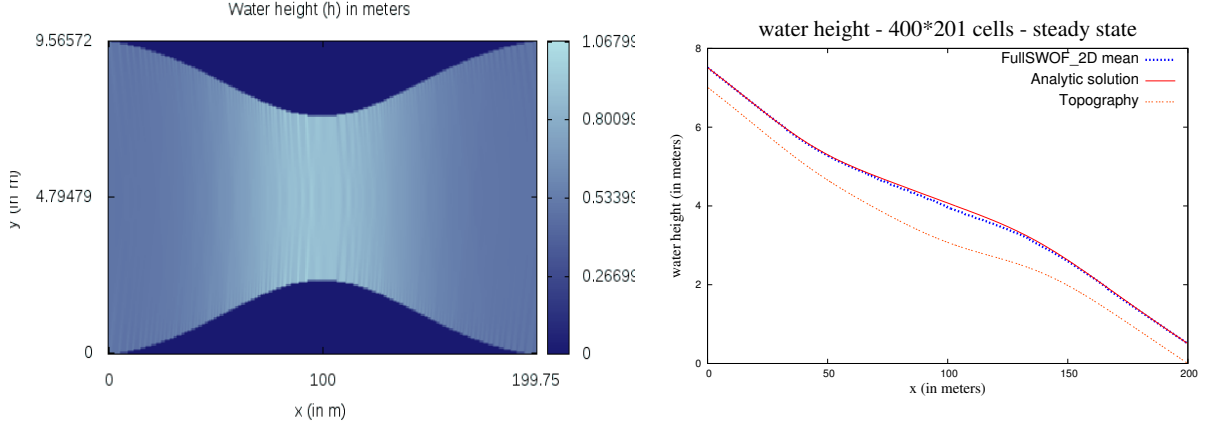 Water height (h) in meters
9.56572
4.79479
0
y (in m)
0
100
199.75
x (in m)
1.06799
0.80099
0.53399
0.26699
0
water height - 400*201 cells - steady state
FullSWOF_2D mean
Analytic solution
Topography
8
6
4
2
0
water height (in meters)
0
50
100
150
200
x (in meters)